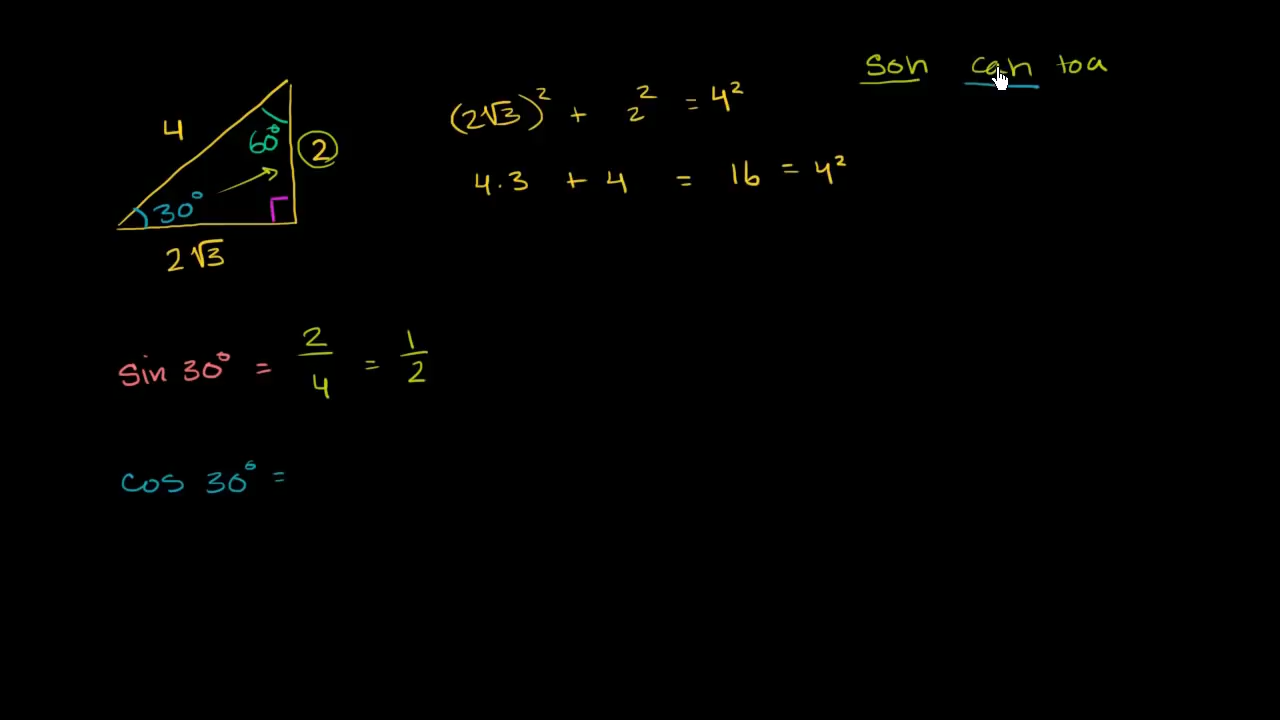 soh cah toa
(2√3)² + 2² = 4²
4·3 + 4 = 16 = 4²
4
60°
2
30°
2√3
sin 30° = 2/4 = 1/2
cos 30° =